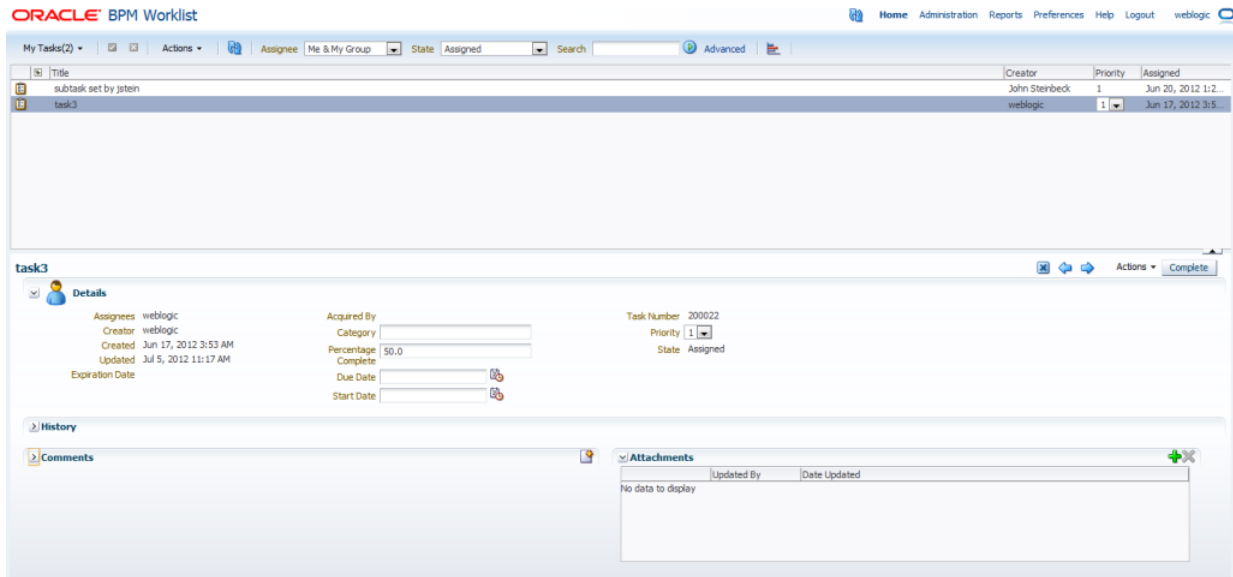 ORACLE BPM Worklist
Home Administration Reports Preferences Help Logout weblogic
My Tasks(2) Actions Assignee Me & My Group State Assigned Search Advanced
Title Creator Priority Assigned
subtask set by jstein John Steinbeck 1 Jun 20, 2012 1:2...
task3 weblogic 1 Jun 17, 2012 3:5...
task3 Actions Complete
Details
Assignees weblogic Acquired By Task Number 200022
Creator weblogic Category Priority 1
Created Jun 17, 2012 3:53 AM Percentage Complete 50.0 State Assigned
Updated Jul 5, 2012 11:17 AM
Expiration Date Due Date
Start Date
History
Comments Attachments
Updated By Date Updated
No data to display